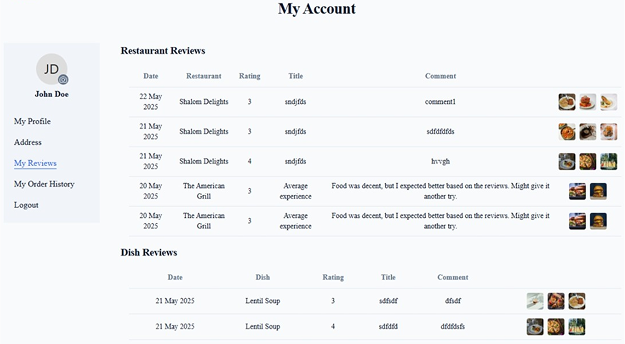 My Account
JD
John Doe
My Profile
Address
My Reviews
My Order History
Logout
Restaurant Reviews
Date Restaurant Rating Title Comment
22 May 2025 Shalom Delights 3 sndjfds comment1
21 May 2025 Shalom Delights 3 sndjfds sdfdfdfds
21 May 2025 Shalom Delights 4 sndjfds hvvgh
20 May 2025 The American Grill 3 Average experience Food was decent, but I expected better based on the reviews. Might give it another try.
20 May 2025 The American Grill 3 Average experience Food was decent, but I expected better based on the reviews. Might give it another try.
Dish Reviews
Date Dish Rating Title Comment
21 May 2025 Lentil Soup 3 sdfsdf dfsdf
21 May 2025 Lentil Soup 4 sdfdfd dfdfdsfs